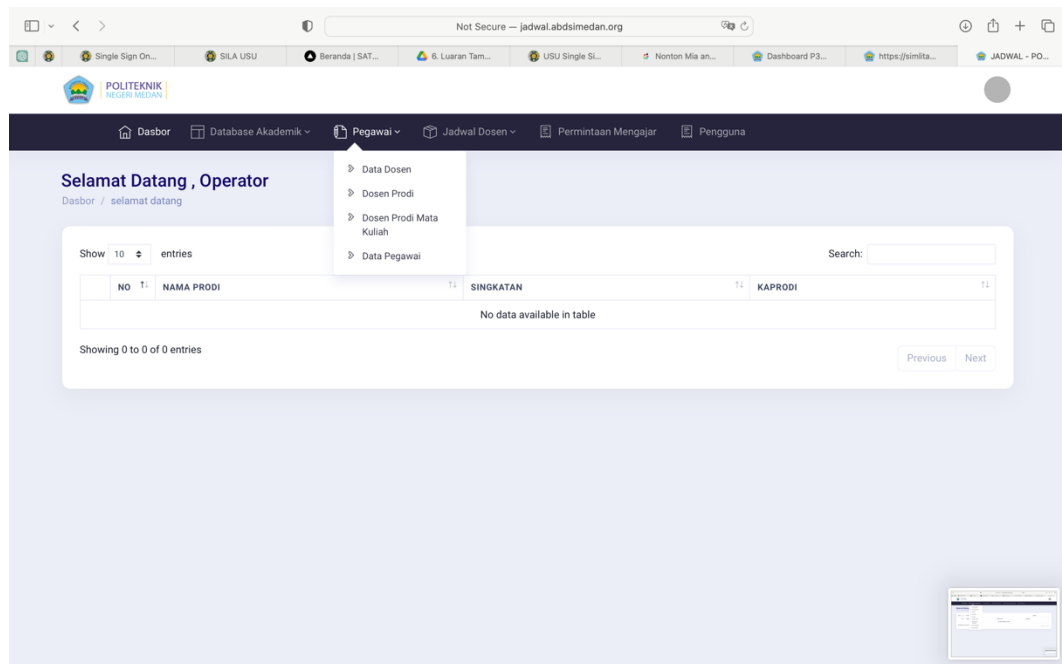 Not Secure — jadwal.abdsimedan.org
Single Sign On...
SILA USU
Beranda | SAT...
6. Luaran Tam...
USU Single Si...
Nonton Mia an...
Dashboard P3...
https://simlita...
JADWAL - PO...
POLITEKNIK
NEGERI MEDAN
Dasbor
Database Akademik
Pegawai
Jadwal Dosen
Permintaan Mengajar
Pengguna
Data Dosen
Dosen Prodi
Dosen Prodi Mata
Kuliah
Data Pegawai
Selamat Datang , Operator
Dasbor / selamat datang
Show 10 entries
Search:
NO
NAMA PRODI
SINGKATAN
KAPRODI
No data available in table
Showing 0 to 0 of 0 entries
Previous
Next